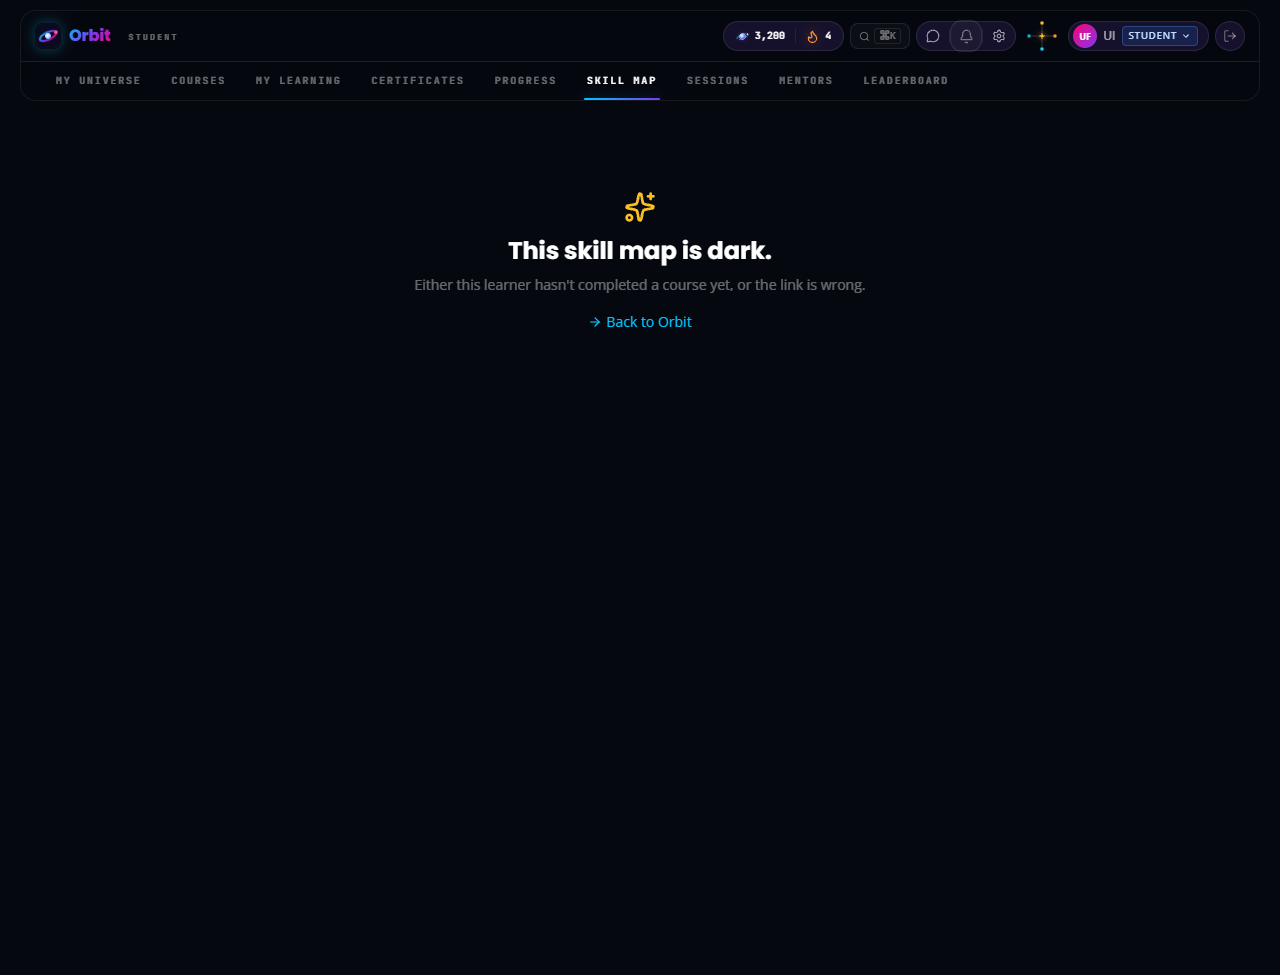 Orbit STUDENT 3,200 4 ⌘K UF UI STUDENT
MY UNIVERSE COURSES MY LEARNING CERTIFICATES PROGRESS SKILL MAP SESSIONS MENTORS LEADERBOARD
This skill map is dark.
Either this learner hasn't completed a course yet, or the link is wrong.
Back to Orbit